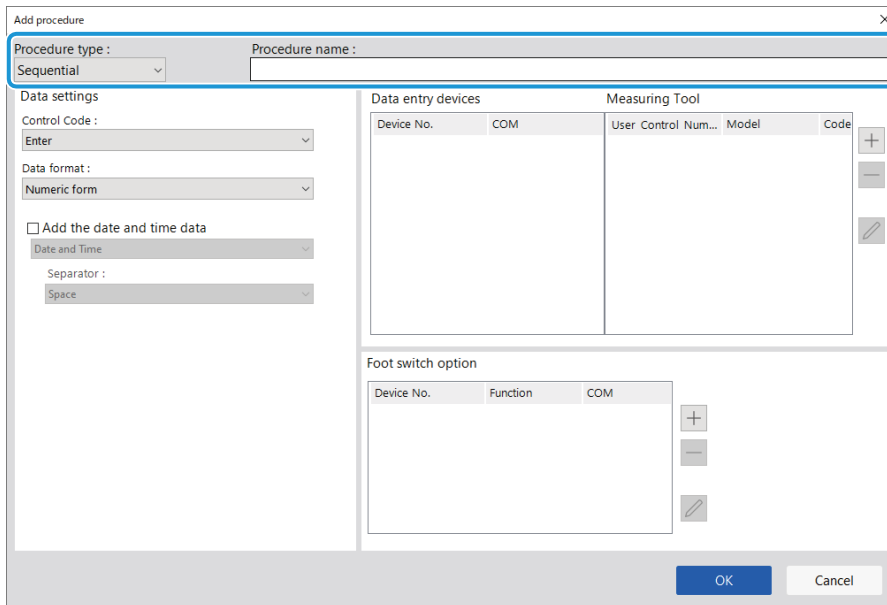 Add procedure
Procedure type :
Procedure name :
Sequential
Data settings
Control Code :
Enter
Data format :
Numeric form
Add the date and time data
Date and Time
Separator :
Space
Data entry devices
Measuring Tool
Device No. COM
User Control Num... Model Code
Foot switch option
Device No. Function COM
OK Cancel